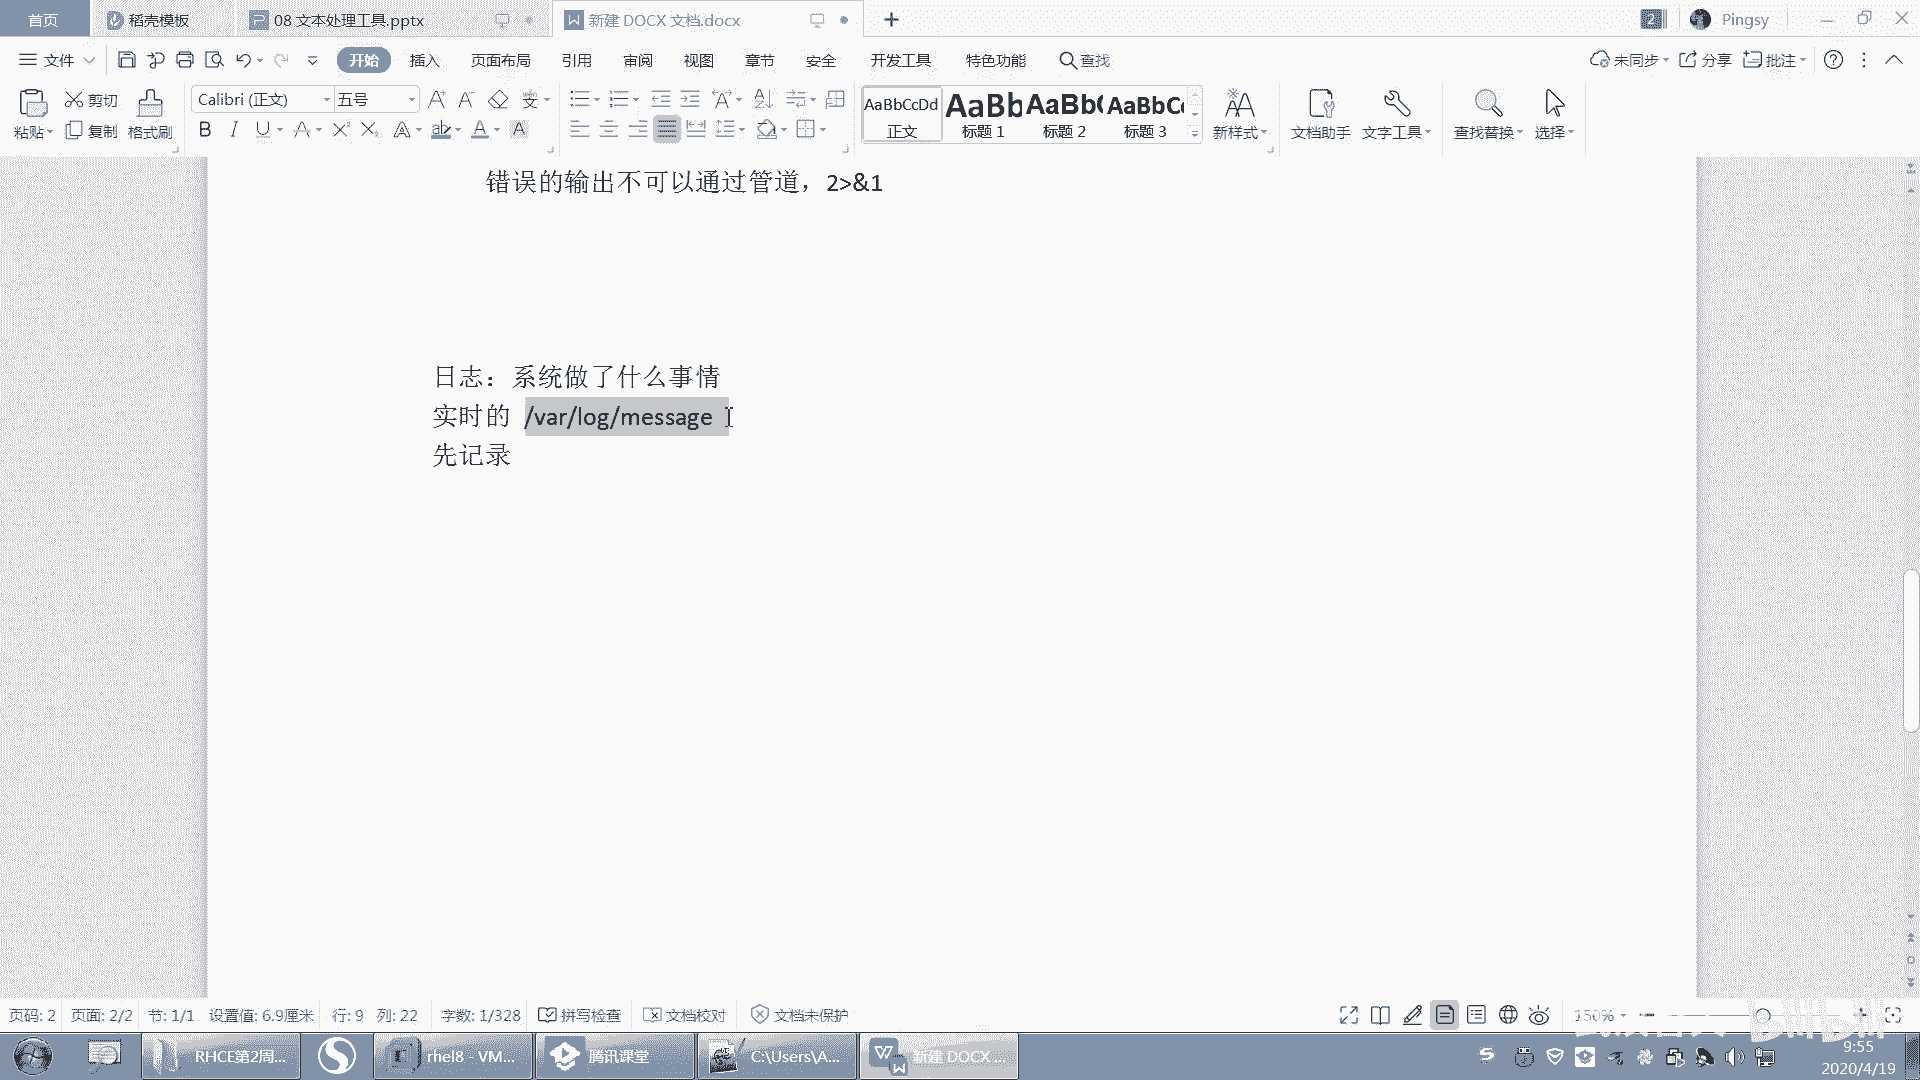 首页 稻壳模板 08 文本处理工具.pptx 新建 DOCX 文档.docx 2 Pingsy
文件 开始 插入 页面布局 引用 审阅 视图 章节 安全 开发工具 特色功能 查找 未同步 分享 批注
粘贴 剪切 复制 格式刷 Calibri (正文) 五号
AaBbCcDd AaBb AaBb( AaBbC
正文 标题 1 标题 2 标题 3 新样式 文档助手 文字工具 查找替换 选择
错误的输出不可以通过管道，2>&1
日志：系统做了什么事情
实时的 /var/log/message
先记录
页码: 2 页面: 2/2 节: 1/1 设置值: 6.9厘米 行: 9 列: 22 字数: 1/328 拼写检查 文档校对 文档未保护 150%
RHCE第2周... rhel8 - VM... 腾讯课堂 C:\Users\A... 新建 DOCX ...
9:55
2020/4/19